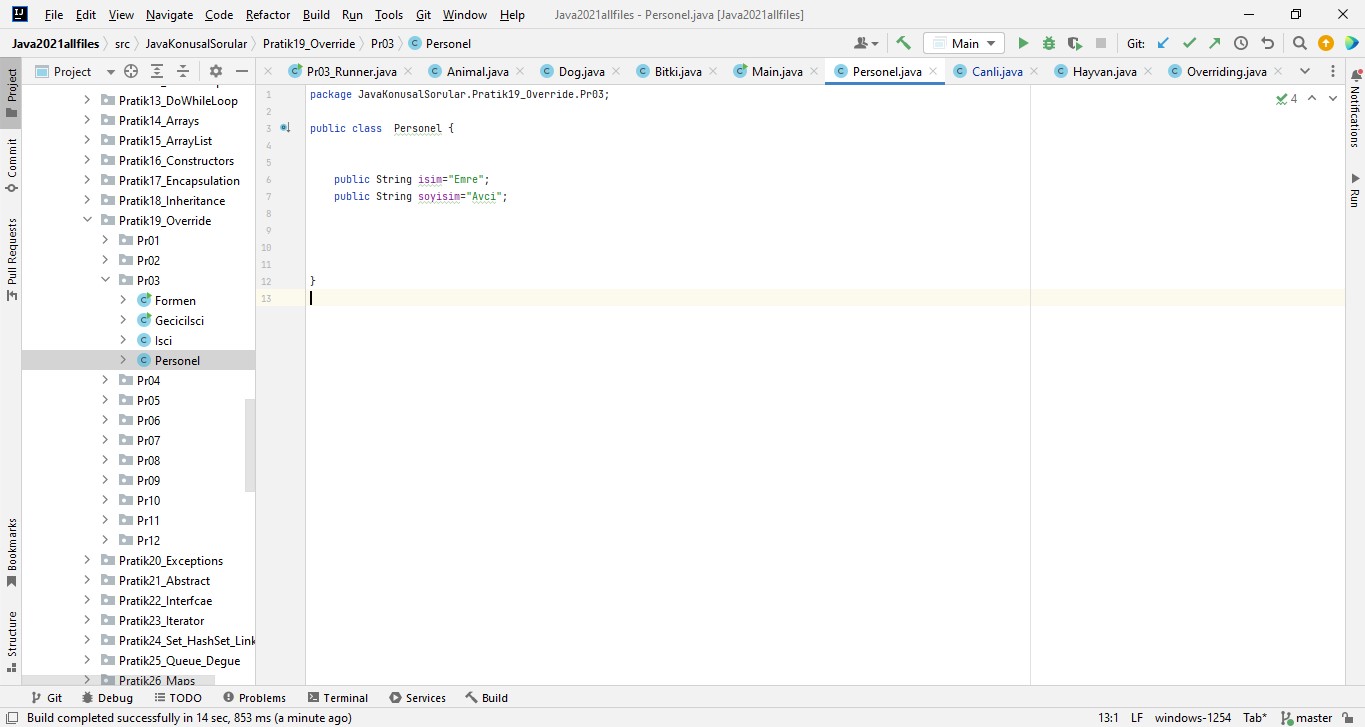 File Edit View Navigate Code Refactor Build Run Tools Git Window Help Java2021allfiles - Personel.java [Java2021allfiles]
Java2021allfiles src JavaKonusalSorular Pratik19_Override Pr03 C Personel Main Git:
Project Pr03_Runner.java Animal.java Dog.java Bitki.java Main.java Personel.java Canli.java Hayvan.java Overriding.java
Project
Commit
Pull Requests
Bookmarks
Structure
Pratik13_DoWhileLoop
Pratik14_Arrays
Pratik15_ArrayList
Pratik16_Constructors
Pratik17_Encapsulation
Pratik18_Inheritance
Pratik19_Override
Pr01
Pr02
Pr03
Formen
GeciciIsci
Isci
Personel
Pr04
Pr05
Pr06
Pr07
Pr08
Pr09
Pr10
Pr11
Pr12
Pratik20_Exceptions
Pratik21_Abstract
Pratik22_Interfcae
Pratik23_Iterator
Pratik24_Set_HashSet_Link
Pratik25_Queue_Degue
Pratik26_Maps
1 package JavaKonusalSorular.Pratik19_Override.Pr03;
2
3 public class Personel {
4
5
6 public String isim="Emre";
7 public String soyisim="Avci";
8
9
10
11
12 }
13
4
Notifications
Run
Git Debug TODO Problems Terminal Services Build
Build completed successfully in 14 sec, 853 ms (a minute ago) 13:1 LF windows-1254 Tab* master